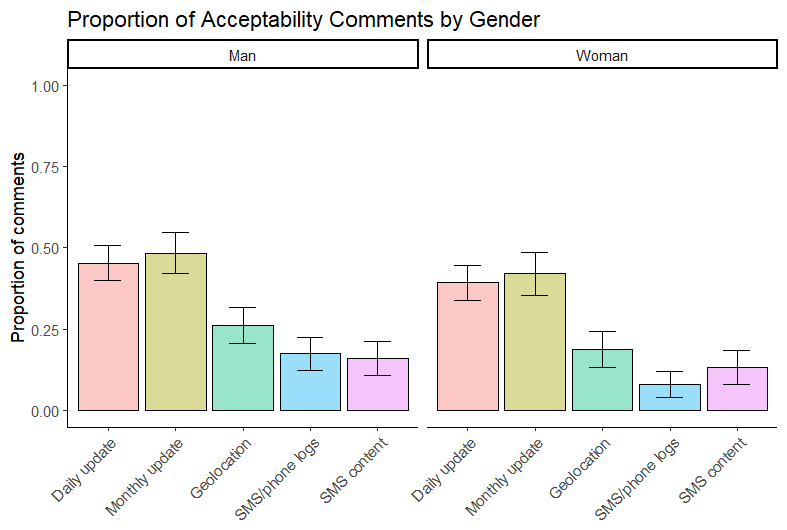 Proportion of Acceptability Comments by Gender
Man
Woman
Proportion of comments
1.00
0.75
0.50
0.25
0.00
Daily update
Monthly update
Geolocation
SMS/phone logs
SMS content
Daily update
Monthly update
Geolocation
SMS/phone logs
SMS content